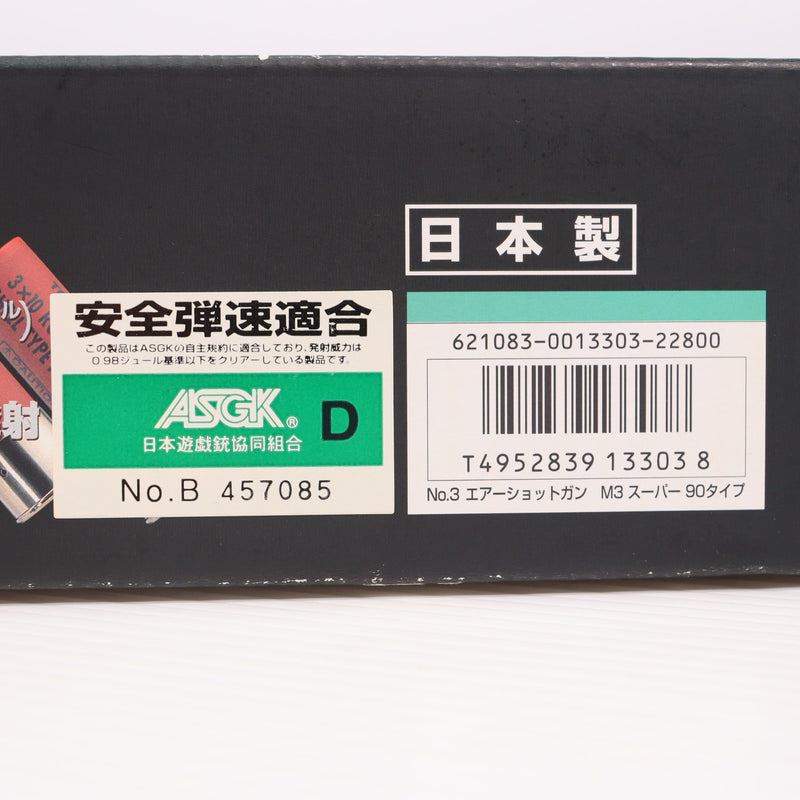 日本製
ル)
3×10 R
TYPE
射
安全弾速適合
この製品はASGKの自主規約に適合しており、発射威力は
0.98ジュール基準以下をクリアーしている製品です。
ASGK® D
日本遊戯銃協同組合
No.B 457085
621083-0013303-22800
T4952839 13303 8
No.3 エアーショットガン M3 スーパー 90タイプ